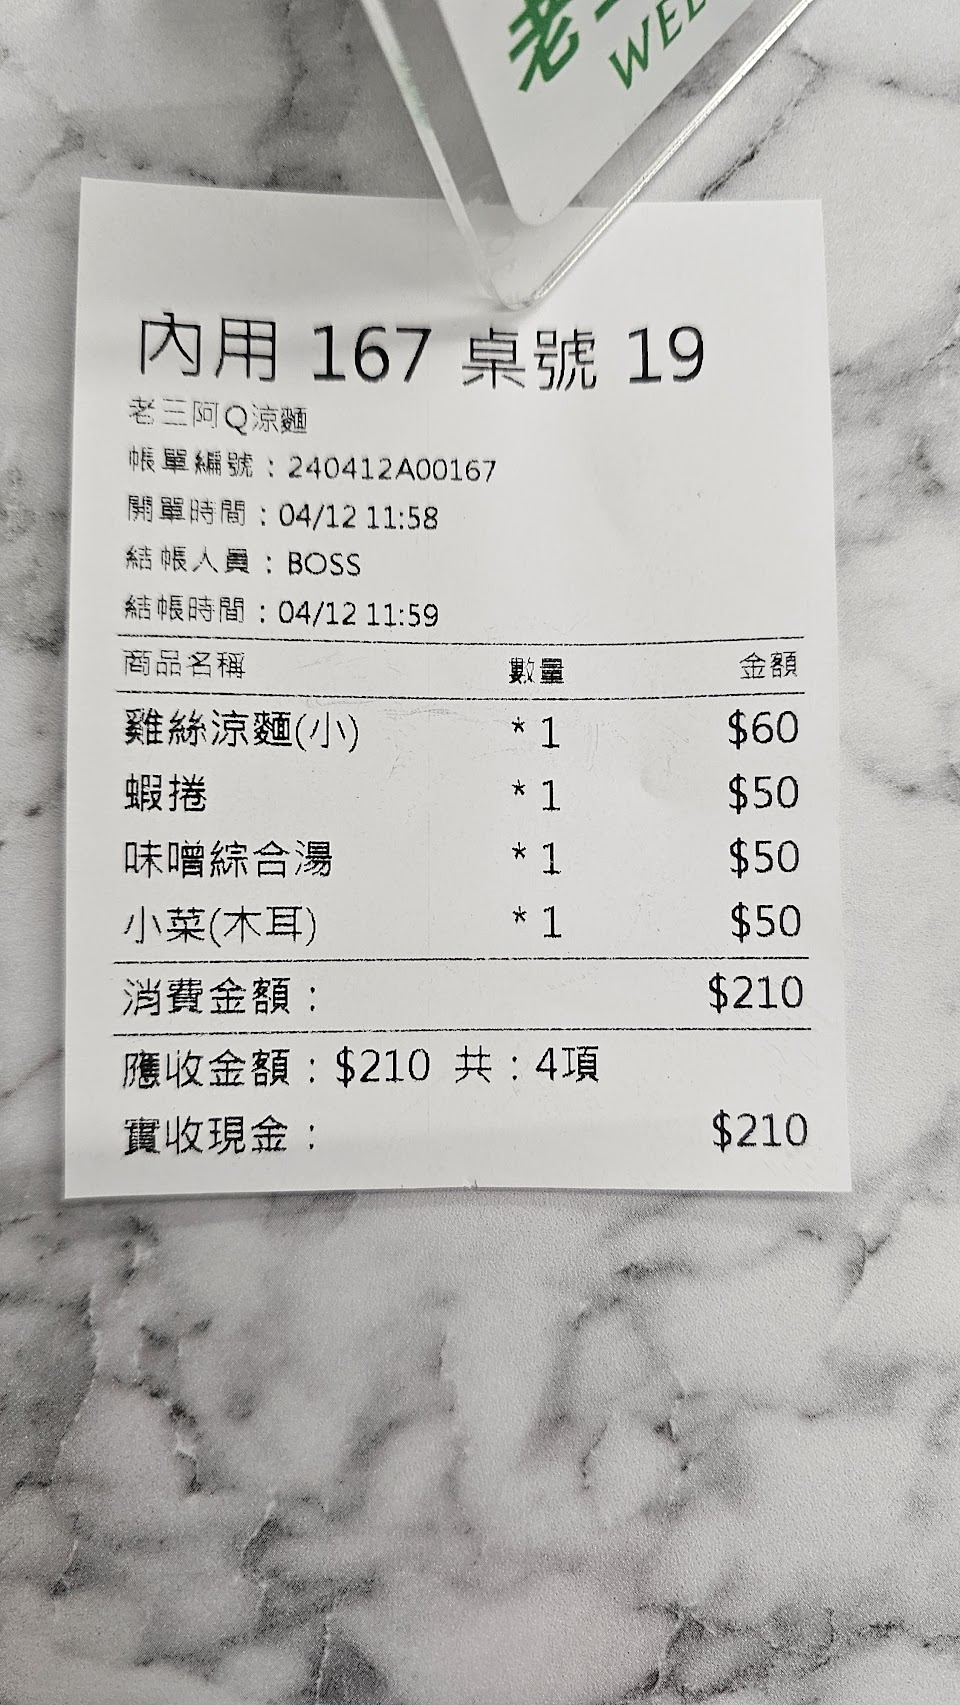 老三
WEL
內用 167 桌號 19
老三阿Q涼麵
帳單編號：240412A00167
開單時間：04/12 11:58
結帳人員：BOSS
結帳時間：04/12 11:59
商品名稱 數量 金額
雞絲涼麵(小) * 1 $60
蝦捲 * 1 $50
味噌綜合湯 * 1 $50
小菜(木耳) * 1 $50
消費金額： $210
應收金額：$210 共：4項
實收現金： $210